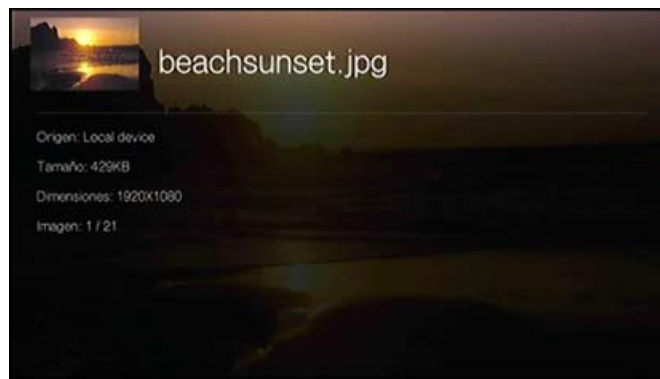 beachsunset.jpg
Origen: Local device
Tamaño: 429KB
Dimensiones: 1920X1080
Imagen: 1 / 21